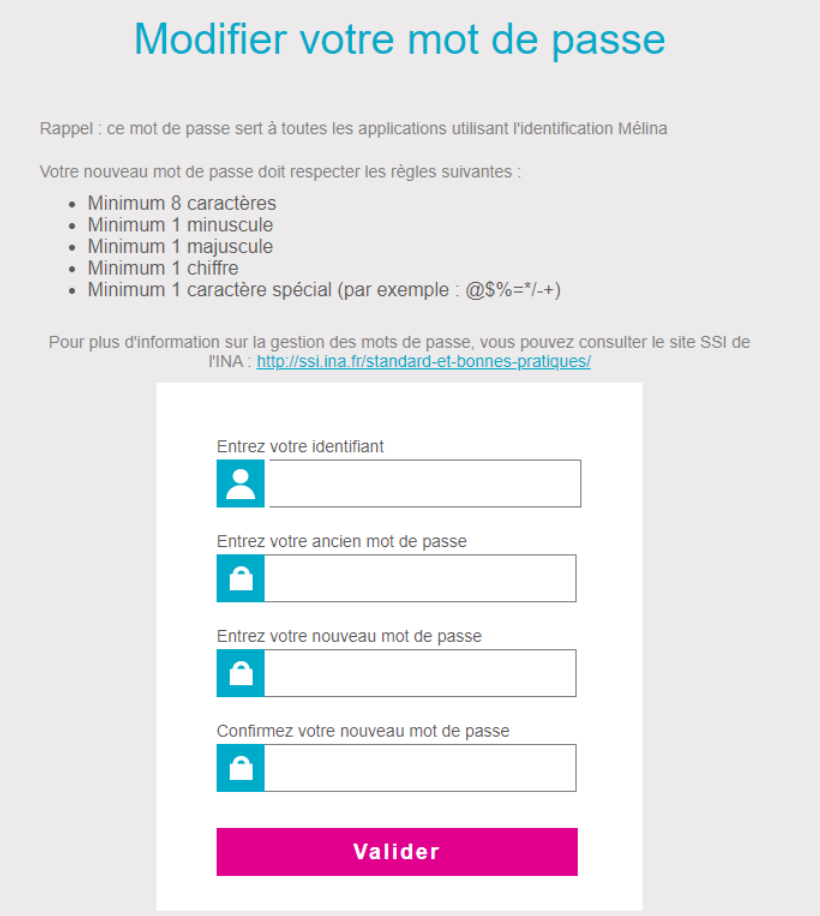 Modifier votre mot de passe
Rappel : ce mot de passe sert à toutes les applications utilisant l'identification Mélina
Votre nouveau mot de passe doit respecter les règles suivantes :
• Minimum 8 caractères
• Minimum 1 minuscule
• Minimum 1 majuscule
• Minimum 1 chiffre
• Minimum 1 caractère spécial (par exemple : @$%=*/-+)
Pour plus d'information sur la gestion des mots de passe, vous pouvez consulter le site SSI de
l'INA : http://ssi.ina.fr/standard-et-bonnes-pratiques/
Entrez votre identifiant
Entrez votre ancien mot de passe
Entrez votre nouveau mot de passe
Confirmez votre nouveau mot de passe
Valider